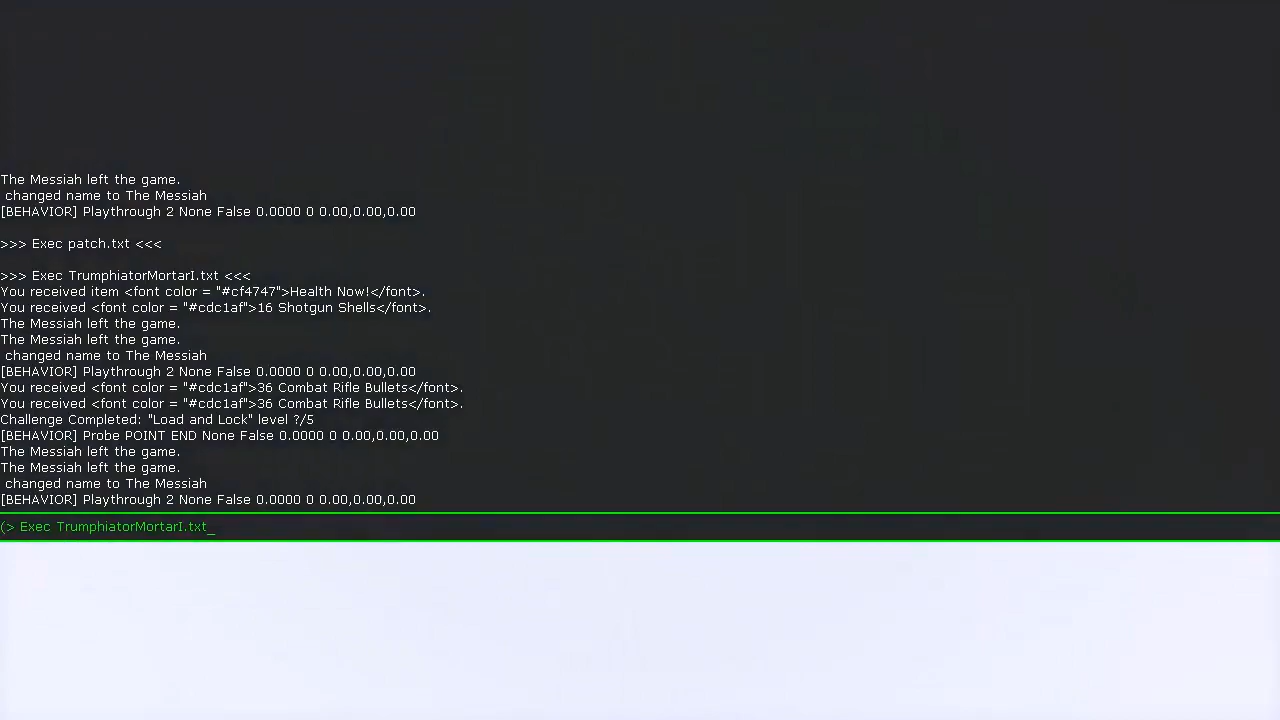 The Messiah left the game.
 changed name to The Messiah
[BEHAVIOR] Playthrough 2 None False 0.0000 0 0.00,0.00,0.00
>>> Exec patch.txt <<<
>>> Exec TrumphiatorMortarI.txt <<<
You received item <font color = "#cf4747">Health Now!</font>.
You received <font color = "#cdc1af">16 Shotgun Shells</font>.
The Messiah left the game.
The Messiah left the game.
 changed name to The Messiah
[BEHAVIOR] Playthrough 2 None False 0.0000 0 0.00,0.00,0.00
You received <font color = "#cdc1af">36 Combat Rifle Bullets</font>.
You received <font color = "#cdc1af">36 Combat Rifle Bullets</font>.
Challenge Completed: "Load and Lock" level ?/5
[BEHAVIOR] Probe POINT END None False 0.0000 0 0.00,0.00,0.00
The Messiah left the game.
The Messiah left the game.
 changed name to The Messiah
[BEHAVIOR] Playthrough 2 None False 0.0000 0 0.00,0.00,0.00
(> Exec TrumphiatorMortarI.txt_